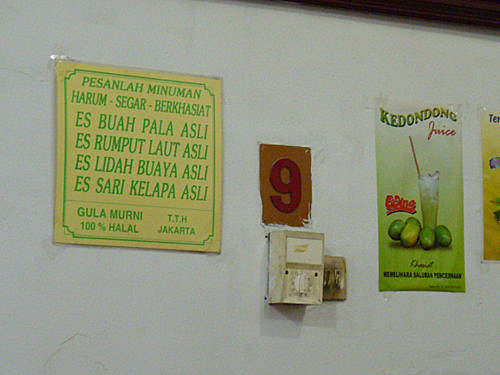 PESANLAH MINUMAN
HARUM - SEGAR - BERKHASIAT
ES BUAH PALA ASLI
ES RUMPUT LAUT ASLI
ES LIDAH BUAYA ASLI
ES SARI KELAPA ASLI
GULA MURNI
100 % HALAL
T.T.H
JAKARTA
9
KEDONDONG
Juice
Khasiat :
MEMELIHARA SALURAN PENCERNAAN
Ter